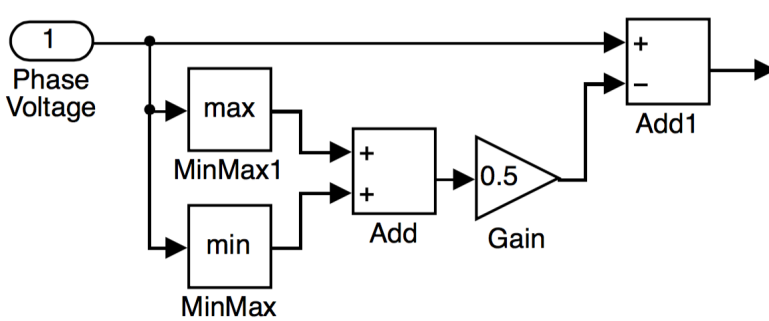 1
Phase
Voltage
max
MinMax1
min
MinMax
+
+
Add
0.5
Gain
+
−
Add1